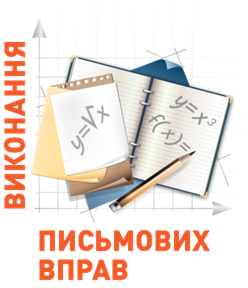 ВИКОНАННЯ
ПИСЬМОВИХ
ВПРАВ
y=√x
y=x³
f(x)=